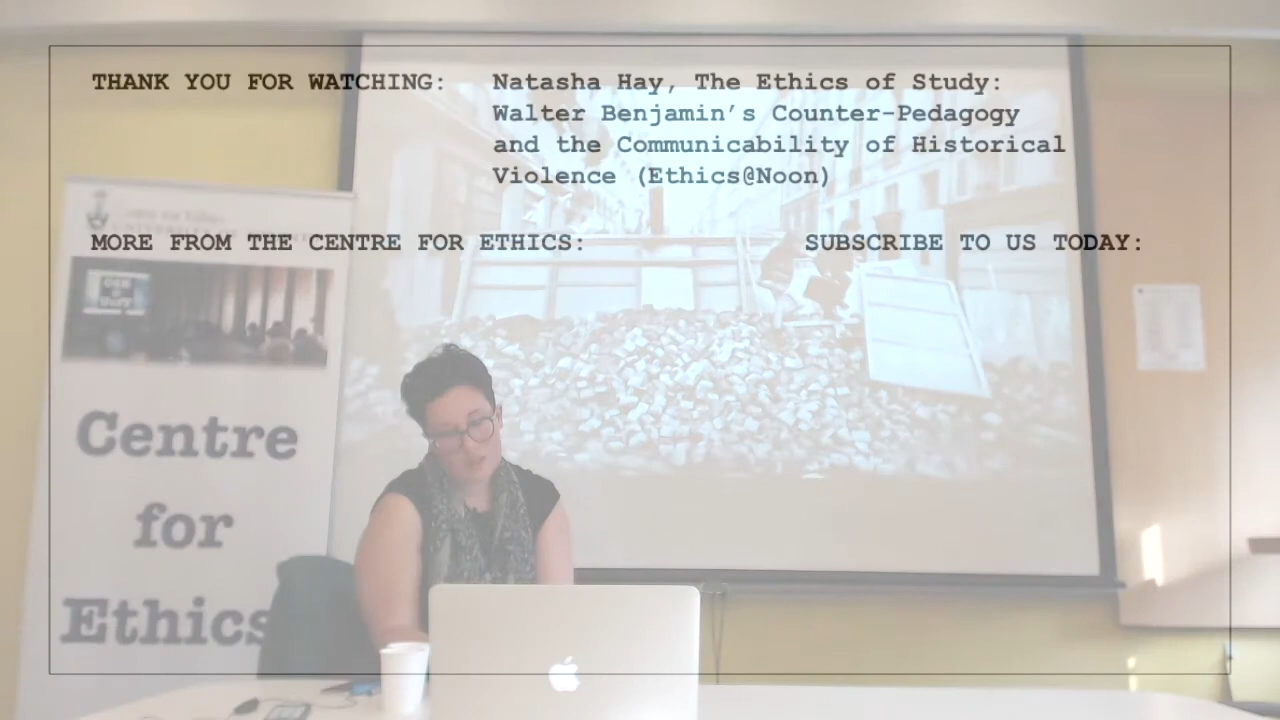 THANK YOU FOR WATCHING:
Natasha Hay, The Ethics of Study:
Walter Benjamin’s Counter-Pedagogy
and the Communicability of Historical
Violence (Ethics@Noon)
MORE FROM THE CENTRE FOR ETHICS:
SUBSCRIBE TO US TODAY:
Centre
for
Ethics